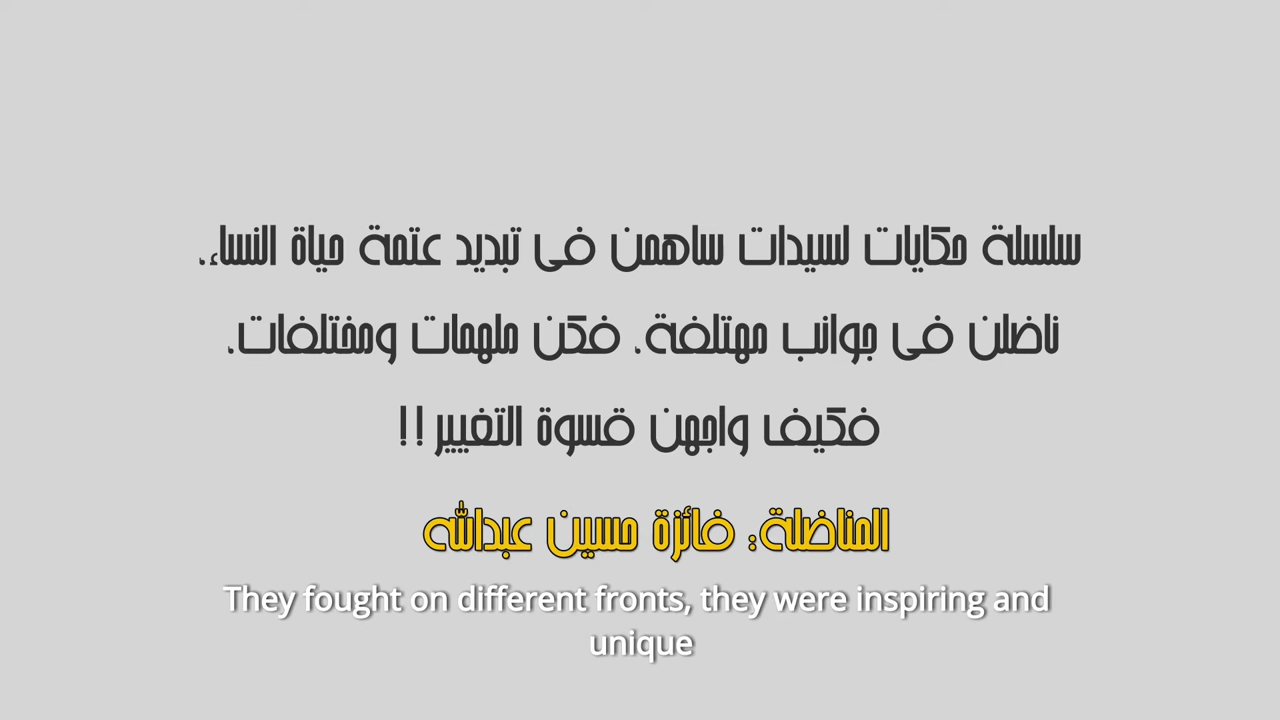 سلسلة حكايات لسيدات ساهمن في تبديد عتمة حياة النساء،
ناضلن في جوانب مهتلفة، فكن ملهمات ومختلفات،
فكيف واجهن قسوة التغيير!!
المناضلة: فائزة حسين عبدالله
They fought on different fronts, they were inspiring and
unique